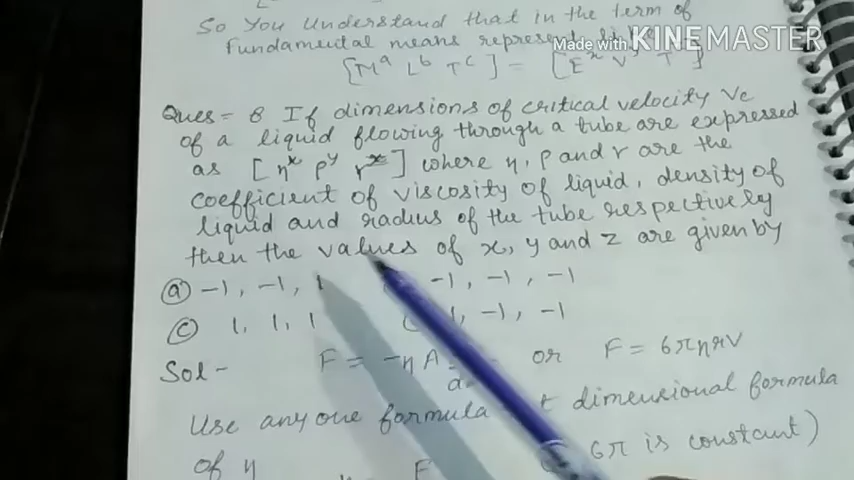 So You Understand that in the term of
Fundamental means represent
Made with KINEMASTER
[M^a L^b T^c] = [E^x V^y T
Ques = 8 If dimensions of critical velocity Vc
of a liquid flowing through a tube are expressed
as [η^x ρ^y r^z] where η, ρ and r are the
coefficient of viscosity of liquid, density of
liquid and radius of the tube respectively
then the values of x, y and z are given by
(a) -1, -1, 1 -1, -1, -1
(c) 1, 1, 1 1, -1, -1
Sol - F = -ηA or F = 6πηrV
Use any one formula dimensional formula
of η F 6π is constant)